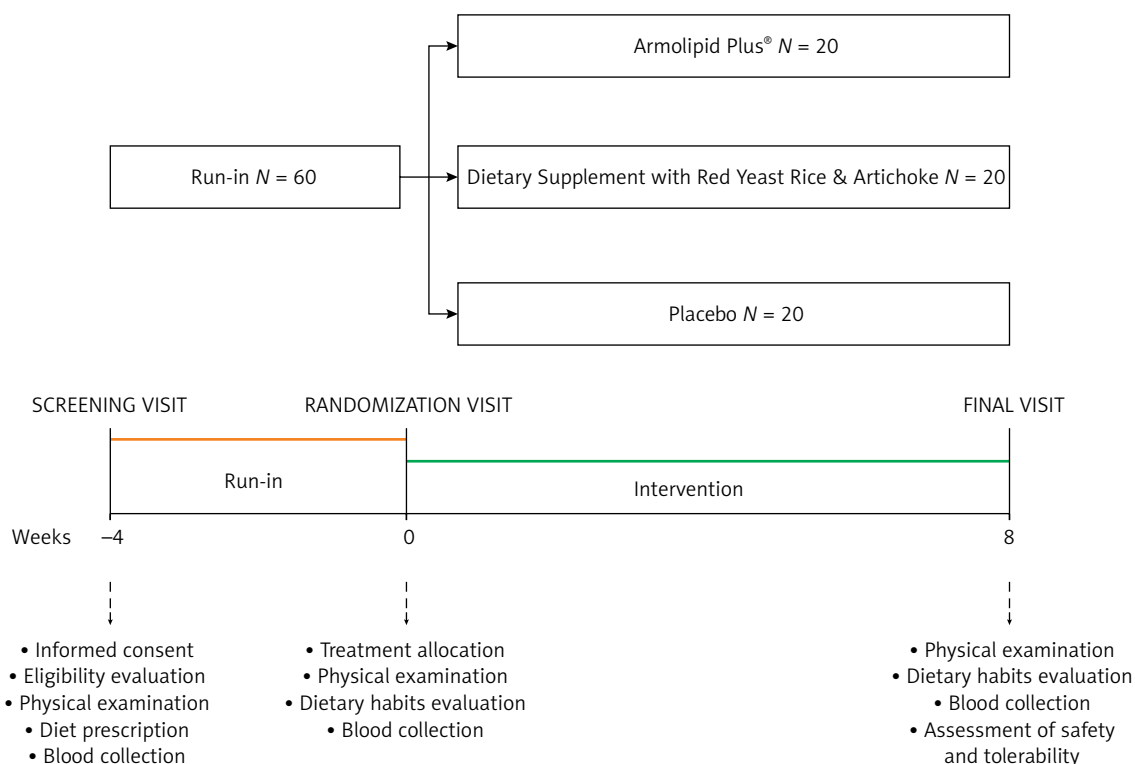 Armolipid Plus® N = 20
Run-in N = 60
Dietary Supplement with Red Yeast Rice & Artichoke N = 20
Placebo N = 20
SCREENING VISIT
RANDOMIZATION VISIT
FINAL VISIT
Run-in
Intervention
Weeks –4 0 8
• Informed consent
• Eligibility evaluation
• Physical examination
• Diet prescription
• Blood collection
• Treatment allocation
• Physical examination
• Dietary habits evaluation
• Blood collection
• Physical examination
• Dietary habits evaluation
• Blood collection
• Assessment of safety
and tolerability